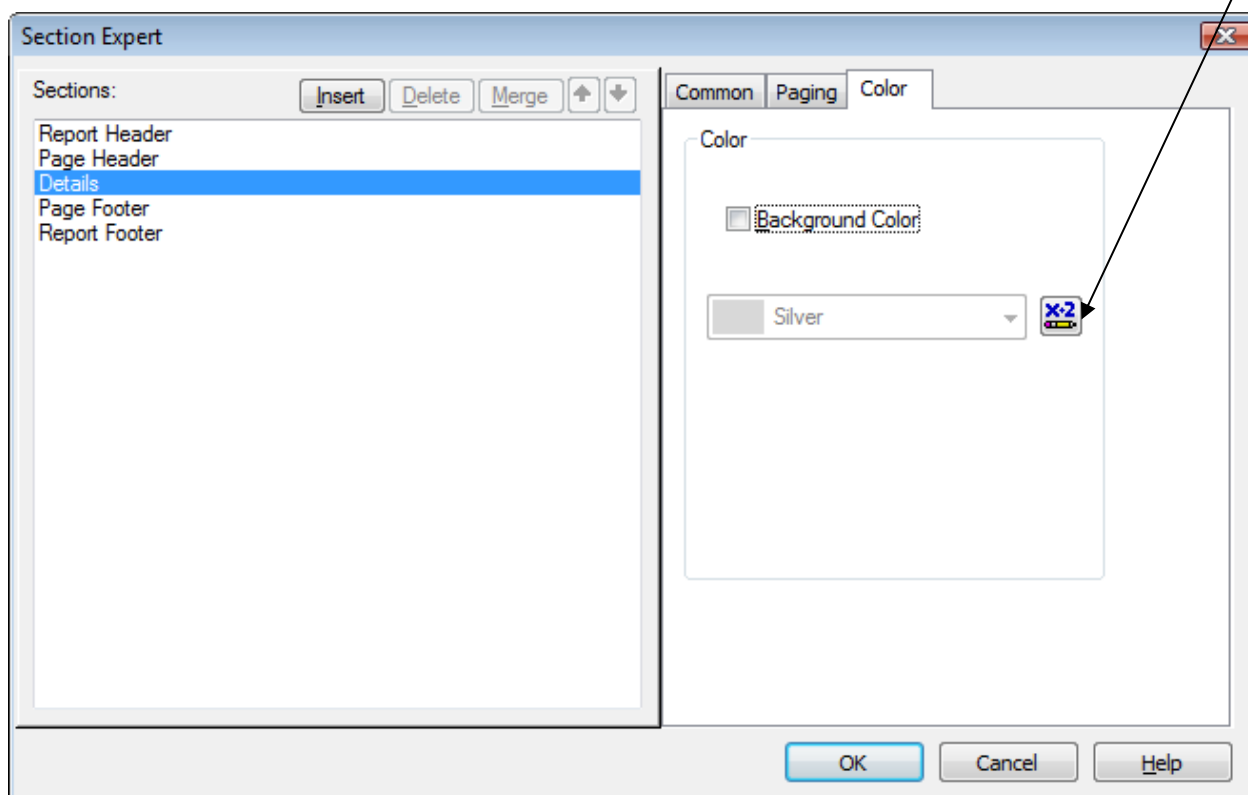 Section Expert
Sections:
Insert Delete Merge
Report Header
Page Header
Details
Page Footer
Report Footer
Common Paging Color
Color
Background Color
Silver
X+2
OK Cancel Help